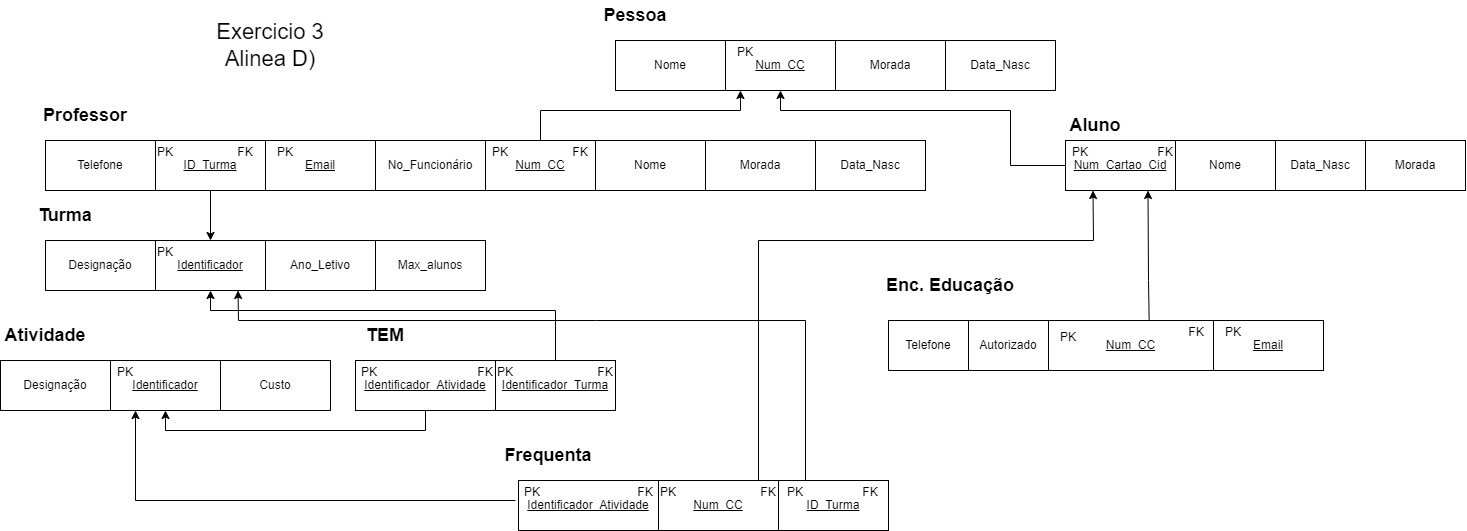 Exercicio 3
Alinea D)
Pessoa
PK
Nome Num_CC Morada Data_Nasc
Professor
PK FK PK PK FK
Telefone ID_Turma Email No_Funcionário Num_CC Nome Morada Data_Nasc
Aluno
PK FK
Num_Cartao_Cid Nome Data_Nasc Morada
Turma
PK
Designação Identificador Ano_Letivo Max_alunos
Enc. Educação
PK FK PK
Telefone Autorizado Num_CC Email
Atividade
PK
Designação Identificador Custo
TEM
PK FK PK FK
Identificador_Atividade Identificador_Turma
Frequenta
PK FK PK FK PK FK
Identificador_Atividade Num_CC ID_Turma